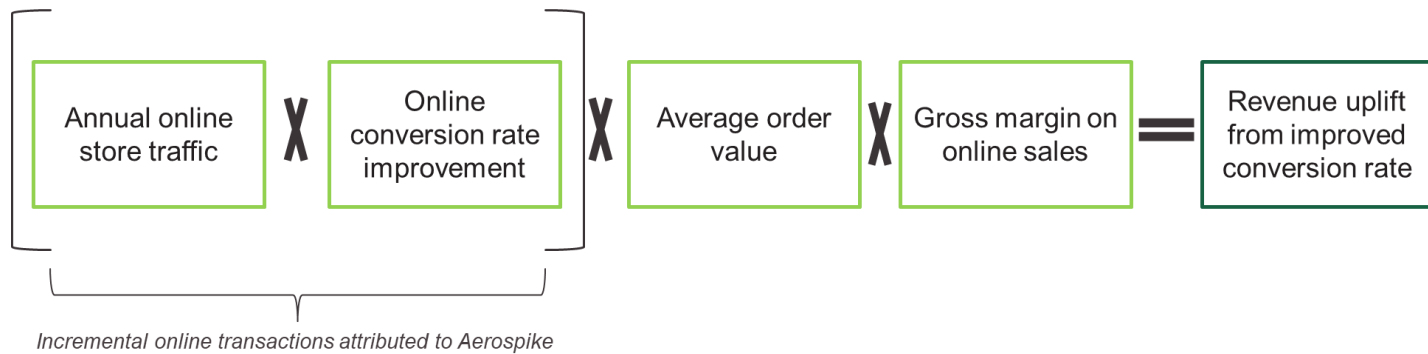 Annual online
store traffic
Online
conversion rate
improvement
Average order
value
Gross margin on
online sales
Revenue uplift
from improved
conversion rate
Incremental online transactions attributed to Aerospike